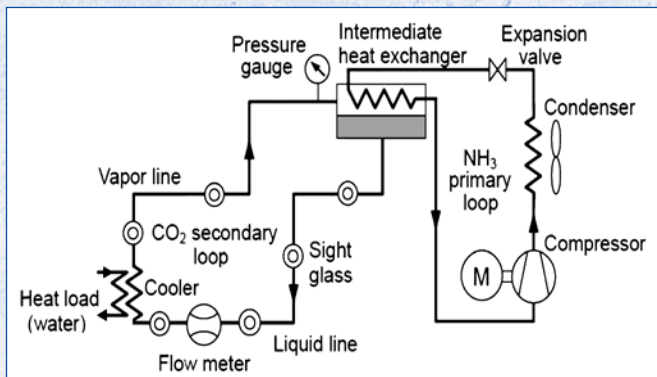 Intermediate
heat exchanger
Expansion
valve
Pressure
gauge
Condenser
Vapor line
NH₃
primary
loop
CO₂ secondary
loop
Sight
glass
Compressor
M
Cooler
Heat load
(water)
Flow meter
Liquid line